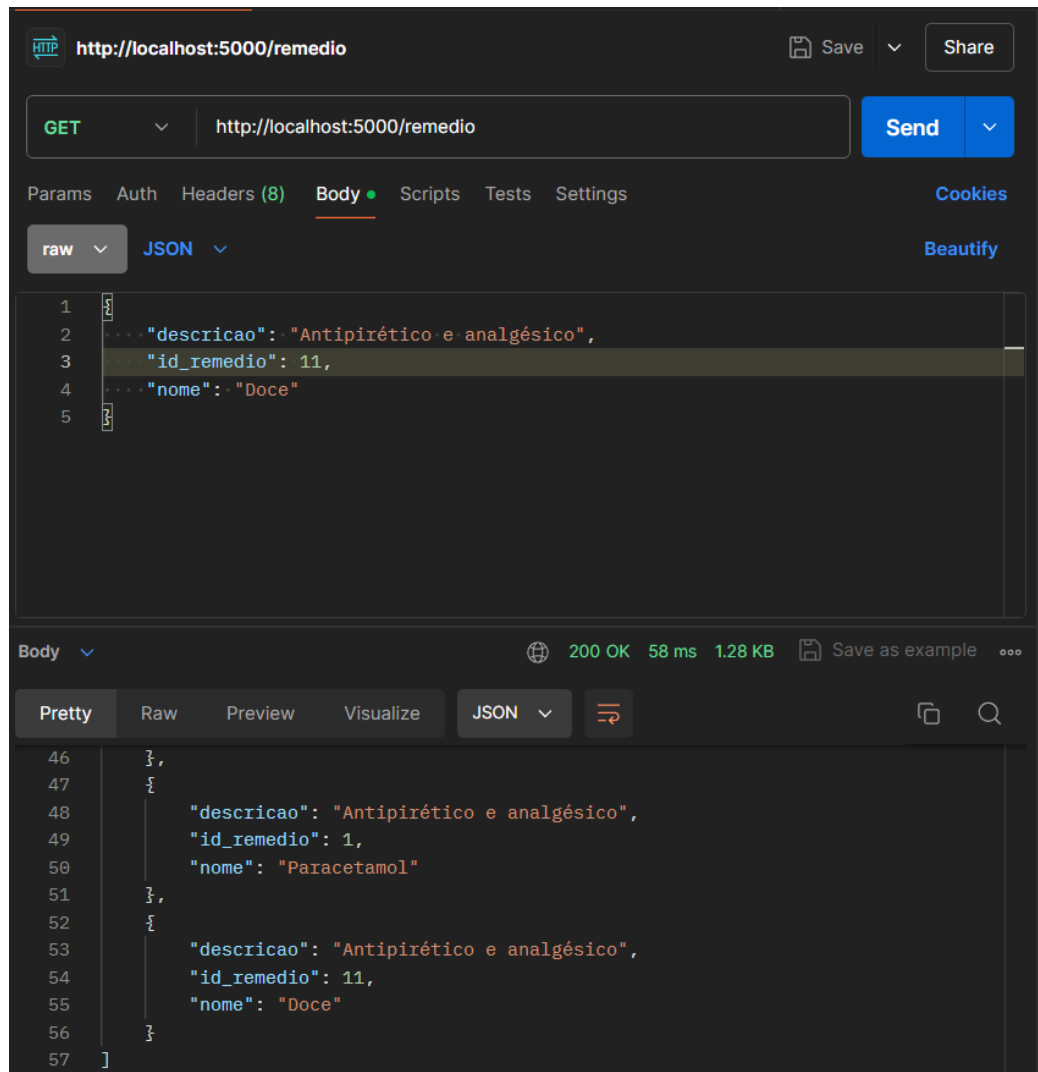 HTTP http://localhost:5000/remedio Save Share
GET http://localhost:5000/remedio Send
Params Auth Headers (8) Body Scripts Tests Settings Cookies
raw JSON Beautify
1 {
2 ····"descricao":·"Antipirético·e·analgésico",
3 ····"id_remedio": 11,
4 ····"nome":·"Doce"
5 }
Body 200 OK 58 ms 1.28 KB Save as example
Pretty Raw Preview Visualize JSON
46 },
47 {
48 "descricao": "Antipirético e analgésico",
49 "id_remedio": 1,
50 "nome": "Paracetamol"
51 },
52 {
53 "descricao": "Antipirético e analgésico",
54 "id_remedio": 11,
55 "nome": "Doce"
56 }
57 ]